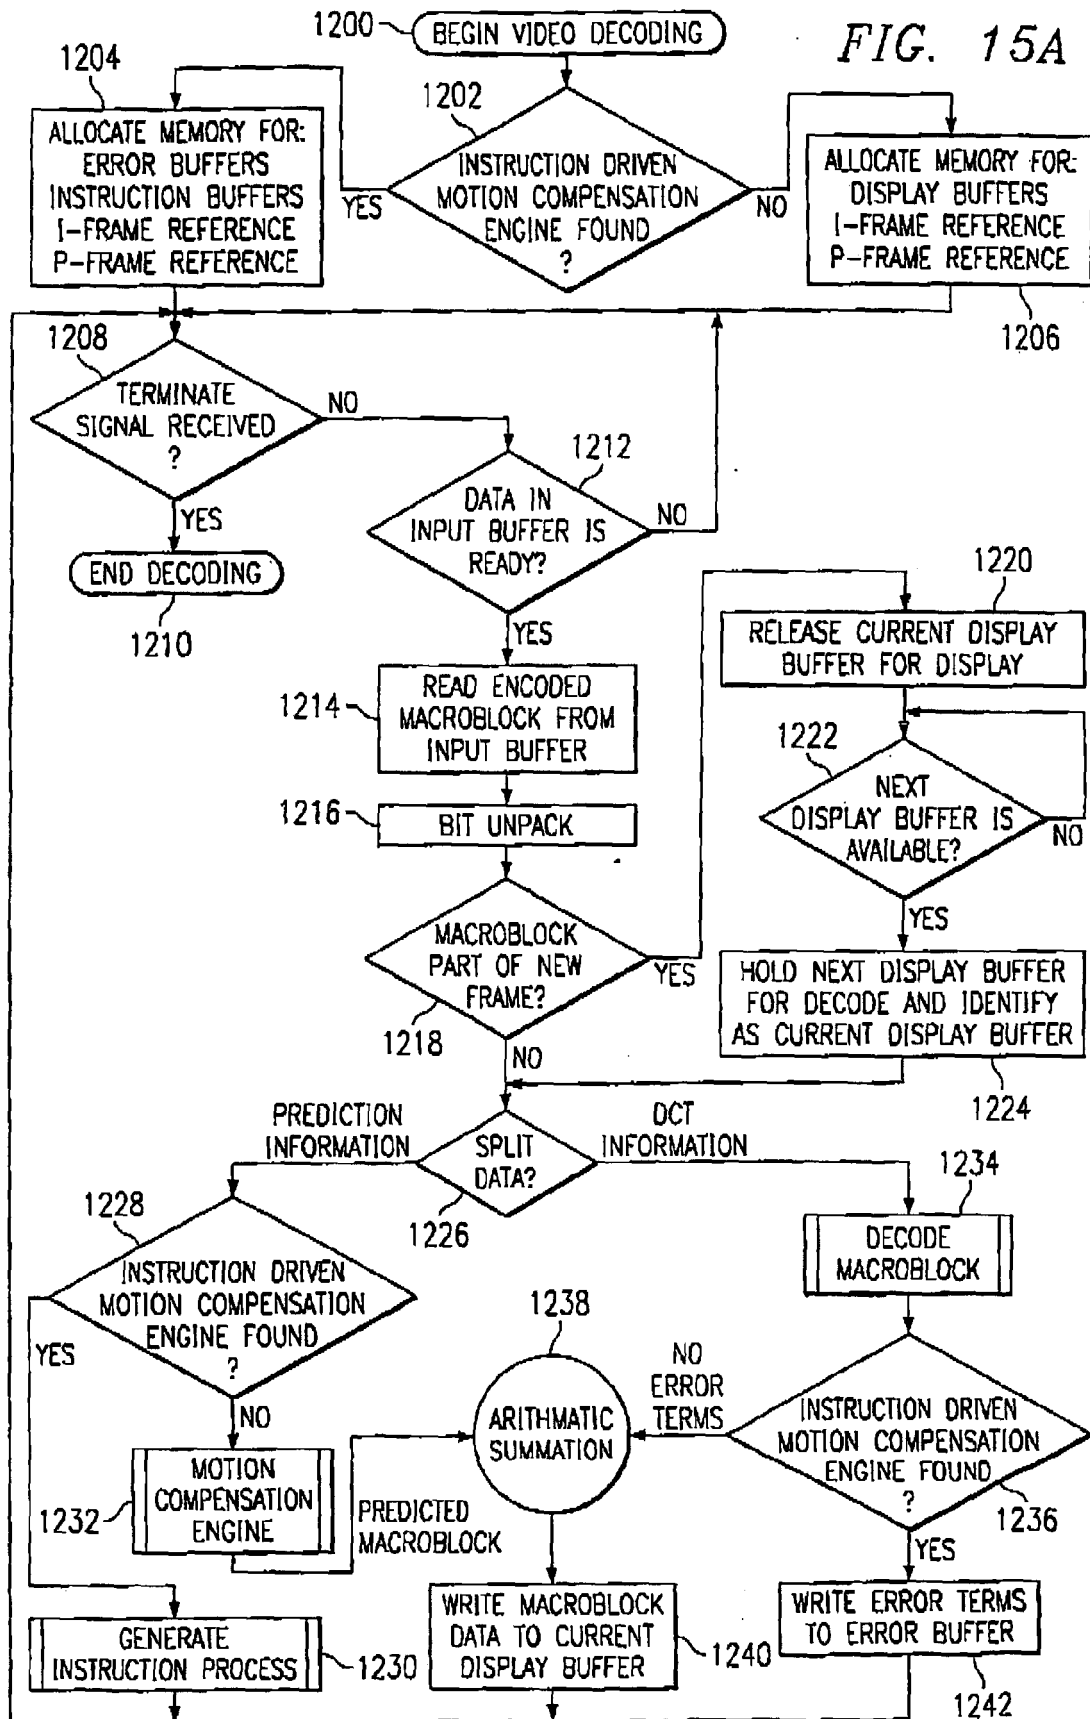 FIG. 15A
1200
BEGIN VIDEO DECODING
1204
ALLOCATE MEMORY FOR:
ERROR BUFFERS
INSTRUCTION BUFFERS
I-FRAME REFERENCE
P-FRAME REFERENCE
YES
1202
INSTRUCTION DRIVEN
MOTION COMPENSATION
ENGINE FOUND
?
NO
ALLOCATE MEMORY FOR:
DISPLAY BUFFERS
I-FRAME REFERENCE
P-FRAME REFERENCE
1206
1208
TERMINATE
SIGNAL RECEIVED
?
NO
YES
END DECODING
1210
1212
DATA IN
INPUT BUFFER IS
READY?
NO
YES
1214
READ ENCODED
MACROBLOCK FROM
INPUT BUFFER
1216
BIT UNPACK
MACROBLOCK
PART OF NEW
FRAME?
1218
YES
NO
1220
RELEASE CURRENT DISPLAY
BUFFER FOR DISPLAY
1222
NEXT
DISPLAY BUFFER IS
AVAILABLE?
NO
YES
HOLD NEXT DISPLAY BUFFER
FOR DECODE AND IDENTIFY
AS CURRENT DISPLAY BUFFER
1224
PREDICTION
INFORMATION
SPLIT
DATA?
1226
DCT
INFORMATION
1228
INSTRUCTION DRIVEN
MOTION COMPENSATION
ENGINE FOUND
?
YES
NO
1232
MOTION
COMPENSATION
ENGINE
PREDICTED
MACROBLOCK
GENERATE
INSTRUCTION PROCESS
1230
1238
ARITHMATIC
SUMMATION
WRITE MACROBLOCK
DATA TO CURRENT
DISPLAY BUFFER
1240
1234
DECODE
MACROBLOCK
NO
ERROR
TERMS
INSTRUCTION DRIVEN
MOTION COMPENSATION
ENGINE FOUND
?
1236
YES
WRITE ERROR TERMS
TO ERROR BUFFER
1242